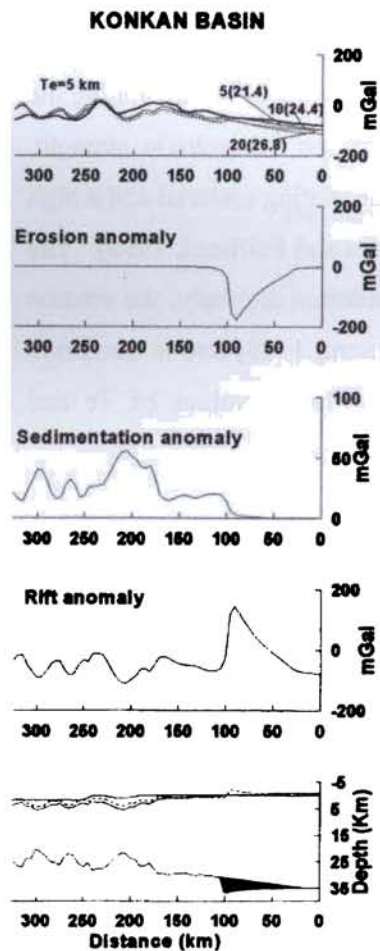 KONKAN BASIN
200
Te=5 km
5(21.4)
10(24.4)
20(26.8)
0
mGal
-200
300 250 200 150 100 50 0
200
Erosion anomaly
0
mGal
-200
300 250 200 150 100 50 0
100
Sedimentation anomaly
50
mGal
0
300 250 200 150 100 50 0
200
Rift anomaly
0
mGal
-200
300 250 200 150 100 50 0
-5
5
15
25
35
Depth (Km)
300 250 200 150 100 50 0
Distance (km)